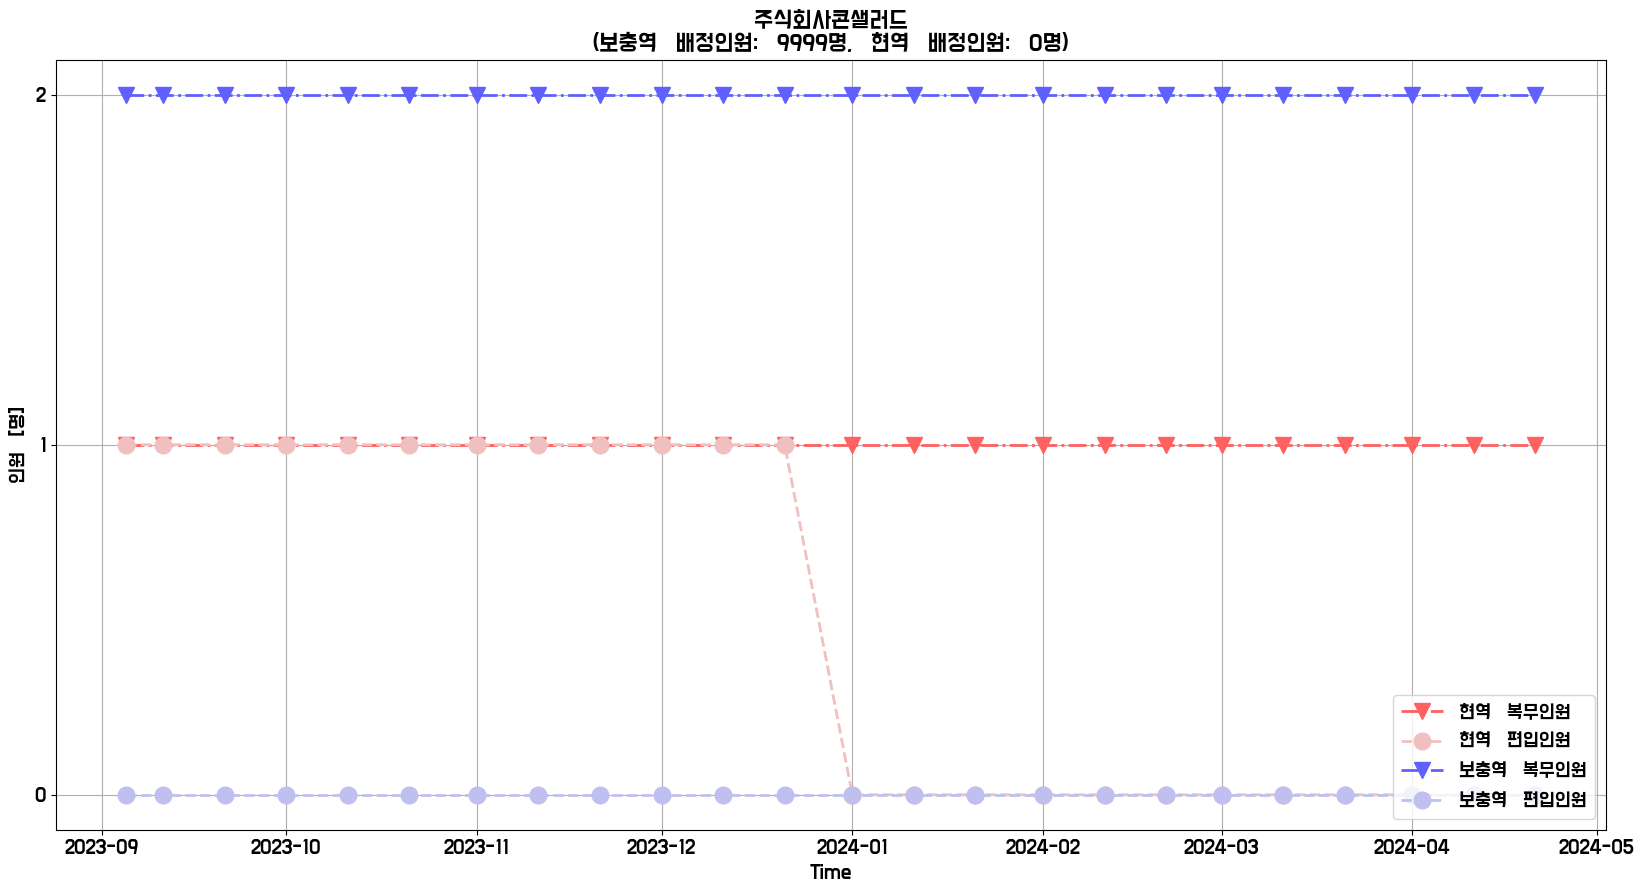 주식회사콘샐러드
(보충역 배정인원: 9999명, 현역 배정인원: 0명)
2
1
0
인원 [명]
현역 복무인원
현역 편입인원
보충역 복무인원
보충역 편입인원
2023-09 2023-10 2023-11 2023-12 2024-01 2024-02 2024-03 2024-04 2024-05
Time